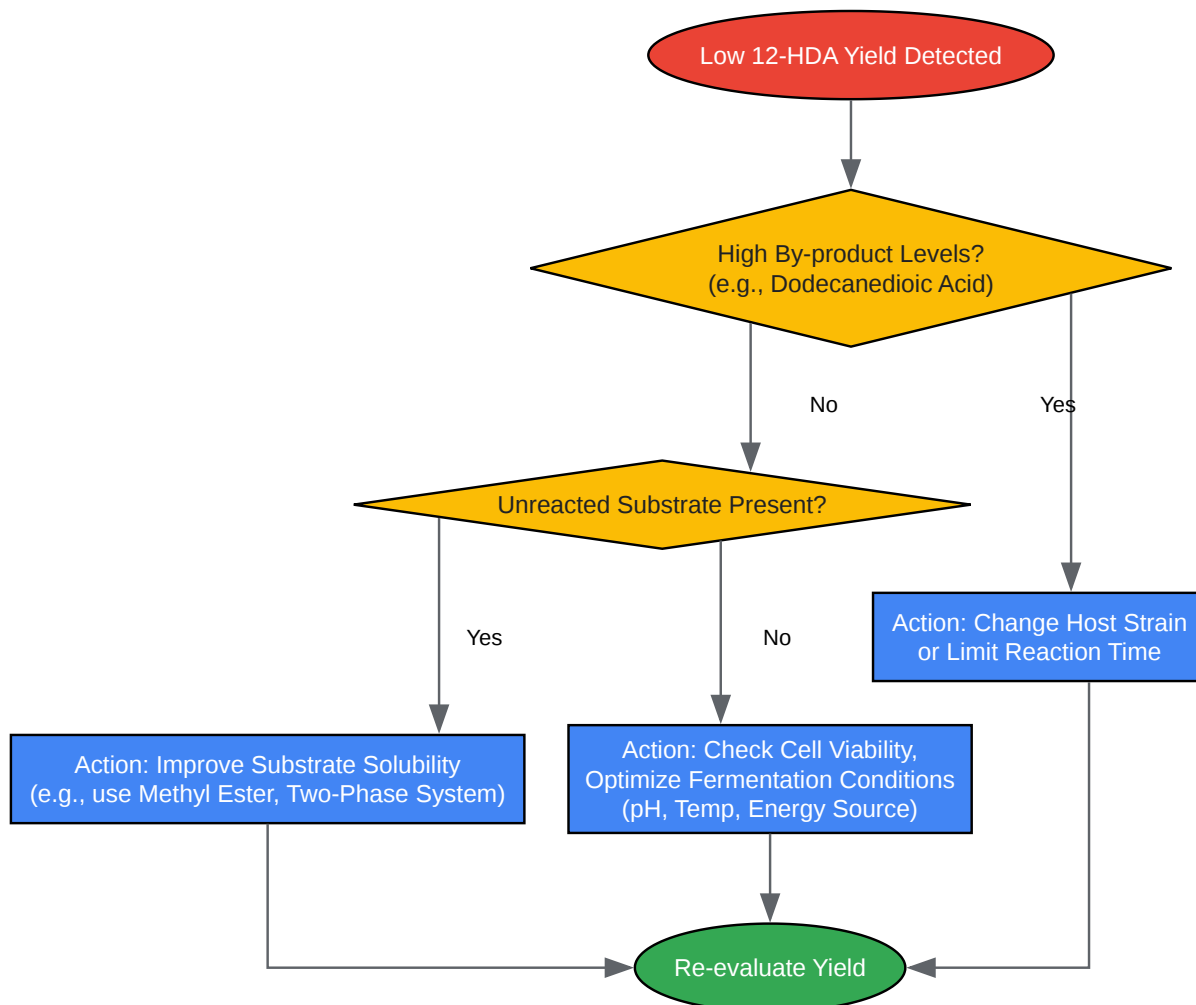 Low 12-HDA Yield Detected
High By-product Levels?
(e.g., Dodecanedioic Acid)
No
Yes
Unreacted Substrate Present?
Yes
No
Action: Change Host Strain
or Limit Reaction Time
Action: Improve Substrate Solubility
(e.g., use Methyl Ester, Two-Phase System)
Action: Check Cell Viability,
Optimize Fermentation Conditions
(pH, Temp, Energy Source)
Re-evaluate Yield